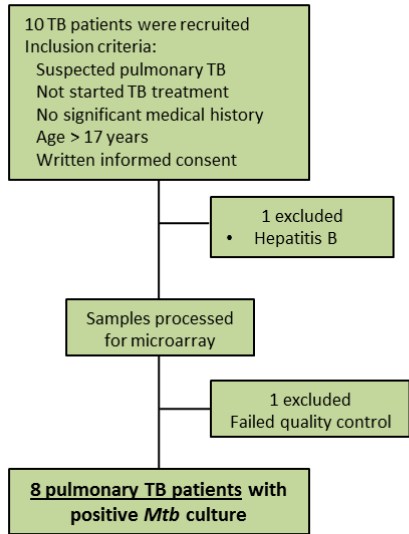 10 TB patients were recruited
Inclusion criteria:
Suspected pulmonary TB
Not started TB treatment
No significant medical history
Age > 17 years
Written informed consent
1 excluded
• Hepatitis B
Samples processed
for microarray
1 excluded
Failed quality control
8 pulmonary TB patients with
positive Mtb culture